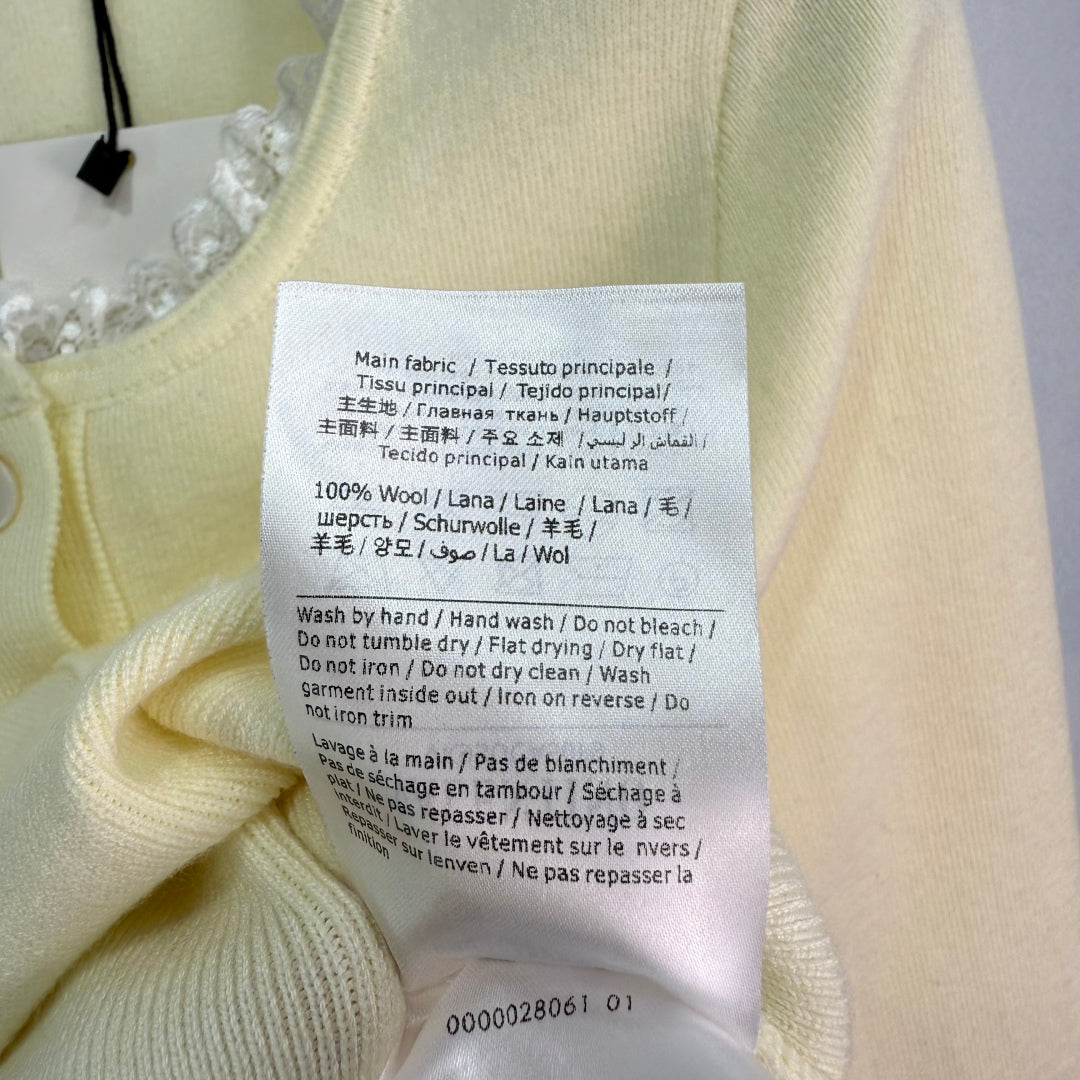 Main fabric / Tessuto principale /
Tissu principal / Tejido principal/
主生地 / Главная ткань / Hauptstoff /
主面料 / 主面料 / 주요 소재 / القماش الرئيسي /
Tecido principal / Kain utama
100% Wool / Lana / Laine / Lana / 毛 /
шерсть / Schurwolle / 羊毛 /
羊毛 / 양모 / صوف / La / Wol
Wash by hand / Hand wash / Do not bleach /
Do not tumble dry / Flat drying / Dry flat /
Do not iron / Do not dry clean / Wash
garment inside out / Iron on reverse / Do
not iron trim
Lavage à la main / Pas de blanchiment /
Pas de séchage en tambour / Séchage à
plat / Ne pas repasser / Nettoyage à sec
interdit / Laver le vêtement sur le nvers /
Repasser sur lenven / Ne pas repasser la
finition
0000028061 01